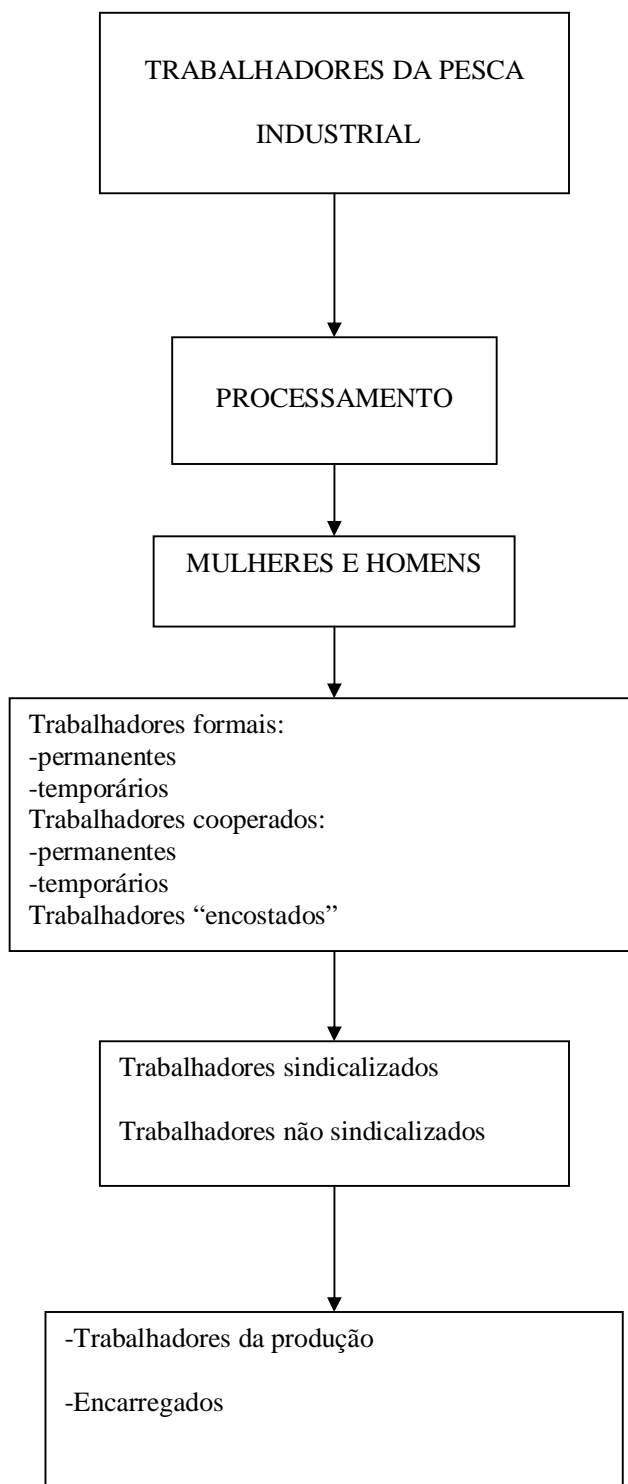 TRABALHADORES DA PESCA
INDUSTRIAL
PROCESSAMENTO
MULHERES E HOMENS
Trabalhadores formais:
-permanentes
-temporários
Trabalhadores cooperados:
-permanentes
-temporários
Trabalhadores “encostados”
Trabalhadores sindicalizados
Trabalhadores não sindicalizados
-Trabalhadores da produção
-Encarregados